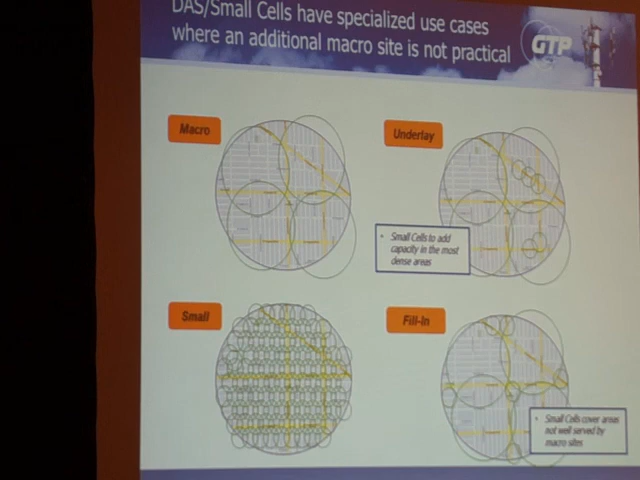 DAS/Small Cells have specialized use cases
where an additional macro site is not practical
GTP
Macro
Underlay
• Small Cells to add
capacity in the most
dense areas
Small
Fill-In
• Small Cells cover areas
not well served by
macro sites